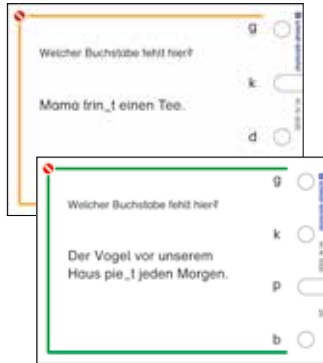 g
Welcher Buchstabe fehlt hier?
k
Mama trin_t einen Tee.
d
g
Welcher Buchstabe fehlt hier?
k
Der Vogel vor unserem
Haus pie_t jeden Morgen.
p
b